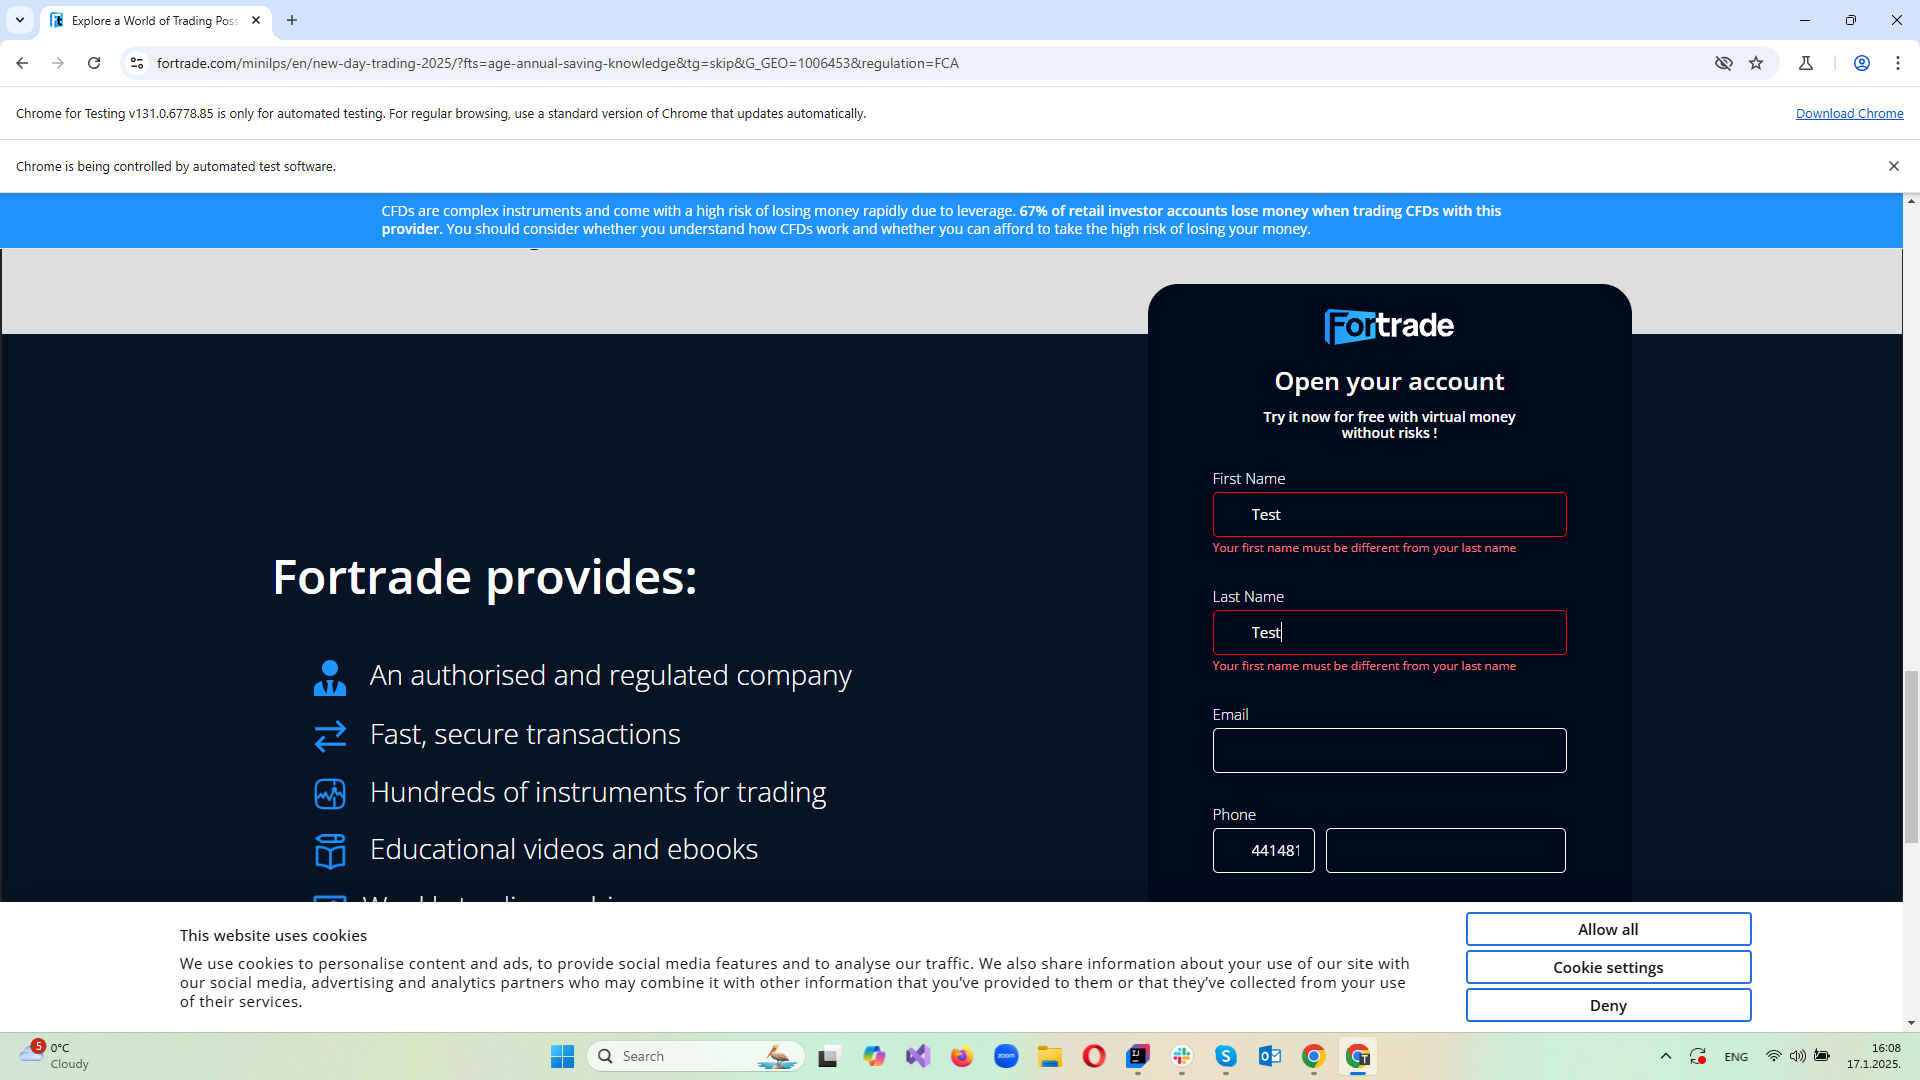 Explore a World of Trading Poss
fortrade.com/minilps/en/new-day-trading-2025/?fts=age-annual-saving-knowledge&tg=skip&G_GEO=1006453&regulation=FCA
Chrome for Testing v131.0.6778.85 is only for automated testing. For regular browsing, use a standard version of Chrome that updates automatically.
Download Chrome
Chrome is being controlled by automated test software.
CFDs are complex instruments and come with a high risk of losing money rapidly due to leverage. 67% of retail investor accounts lose money when trading CFDs with this
provider. You should consider whether you understand how CFDs work and whether you can afford to take the high risk of losing your money.
Fortrade
Open your account
Try it now for free with virtual money
without risks !
First Name
Test
Your first name must be different from your last name
Last Name
Test
Your first name must be different from your last name
Email
Phone
441481
Fortrade provides:
An authorised and regulated company
Fast, secure transactions
Hundreds of instruments for trading
Educational videos and ebooks
This website uses cookies
We use cookies to personalise content and ads, to provide social media features and to analyse our traffic. We also share information about your use of our site with
our social media, advertising and analytics partners who may combine it with other information that you've provided to them or that they've collected from your use
of their services.
Allow all
Cookie settings
Deny
5
0°C
Cloudy
Search
zoom
ENG
16:08
17.1.2025.